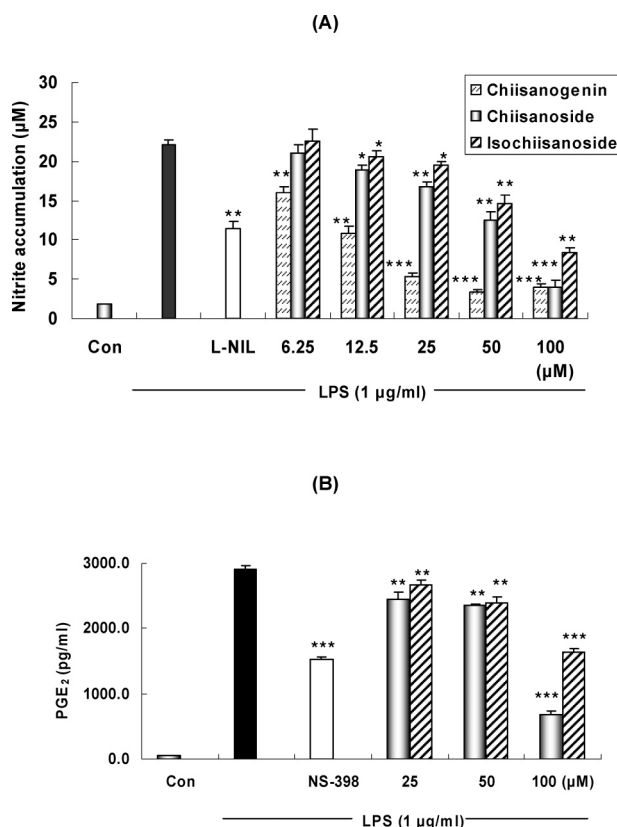 (A)
Nitrite accumulation (μM)
30
25
20
15
10
5
0
Chiisanogenin
Chiisanoside
Isochiisanoside
**
**
*
*
**
**
*
***
**
**
***
***
***
**
Con
L-NIL
6.25
12.5
25
50
100
(μM)
LPS (1 μg/ml)
(B)
PGE2 (pg/ml)
3000.0
2000.0
1000.0
0.0
***
**
**
**
**
***
***
Con
NS-398
25
50
100 (μM)
LPS (1 μg/ml)